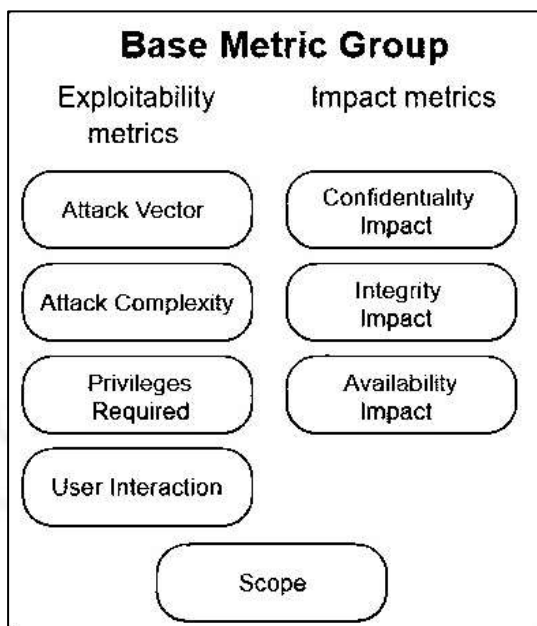 Base Metric Group
Exploitability
metrics
Impact metrics
Attack Vector
Attack Complexity
Privileges
Required
User Interaction
Confidentiality
Impact
Integrity
Impact
Availability
Impact
Scope